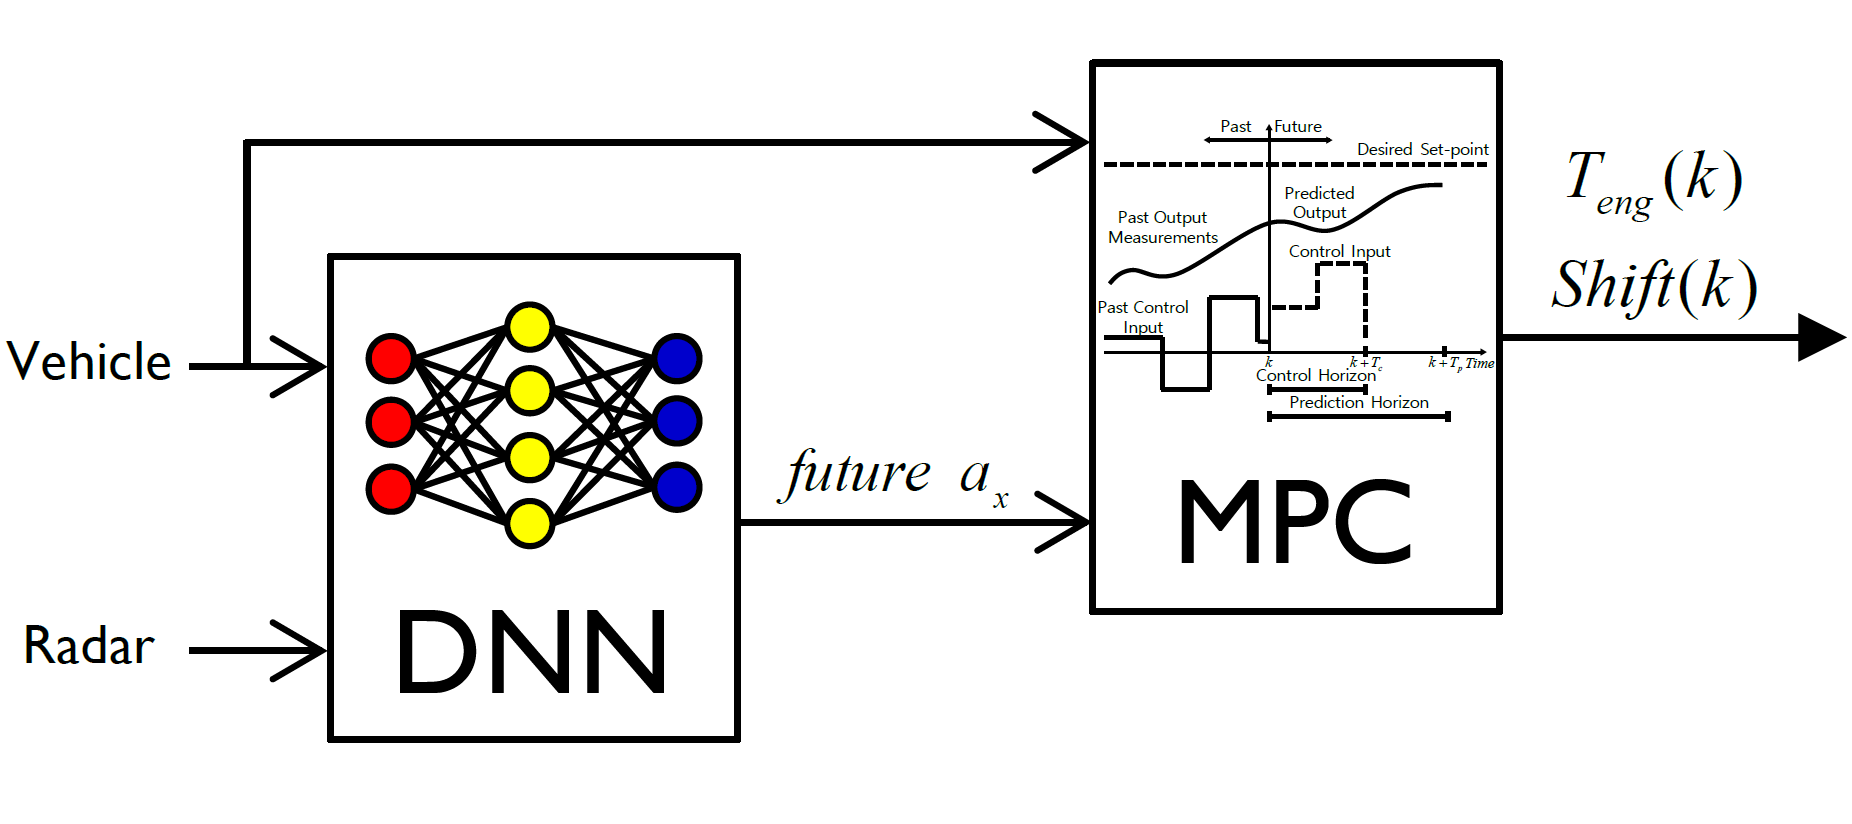 Vehicle
Radar
DNN
future a_x
Past Future
Desired Set-point
Predicted
Output
Past Output
Measurements
Control Input
Past Control
Input
k k+T_c k+T_p Time
Control Horizon
Prediction Horizon
MPC
T_eng(k)
Shift(k)